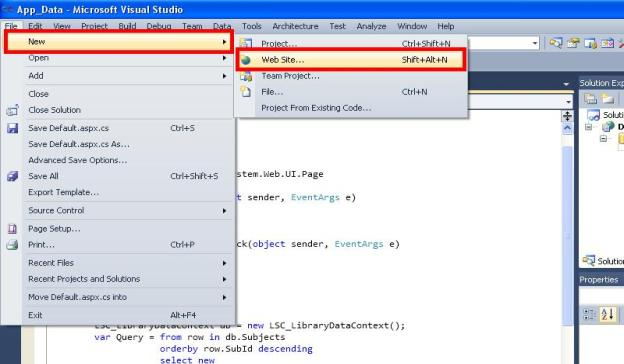 App_Data - Microsoft Visual Studio
File Edit View Project Build Debug Team Data Tools Architecture Test Analyze Window Help
New
Project... Ctrl+Shift+N
Open
Web Site... Shift+Alt+N
Add
Team Project...
Close
File... Ctrl+N
Close Solution
Project From Existing Code...
Save Default.aspx.cs Ctrl+S
Save Default.aspx.cs As...
Advanced Save Options...
Save All Ctrl+Shift+S
Export Template...
Source Control
Page Setup...
Print... Ctrl+P
Recent Files
Recent Projects and Solutions
Move Default.aspx.cs into
Exit Alt+F4
stem.Web.UI.Page
t sender, EventArgs e)
ck(object sender, EventArgs e)
LSC_LibraryDataContext db = new LSC_LibraryDataContext();
var Query = from row in db.Subjects
orderby row.SubId descending
select new
Solution Exp
Solution
D
Solution
Properties